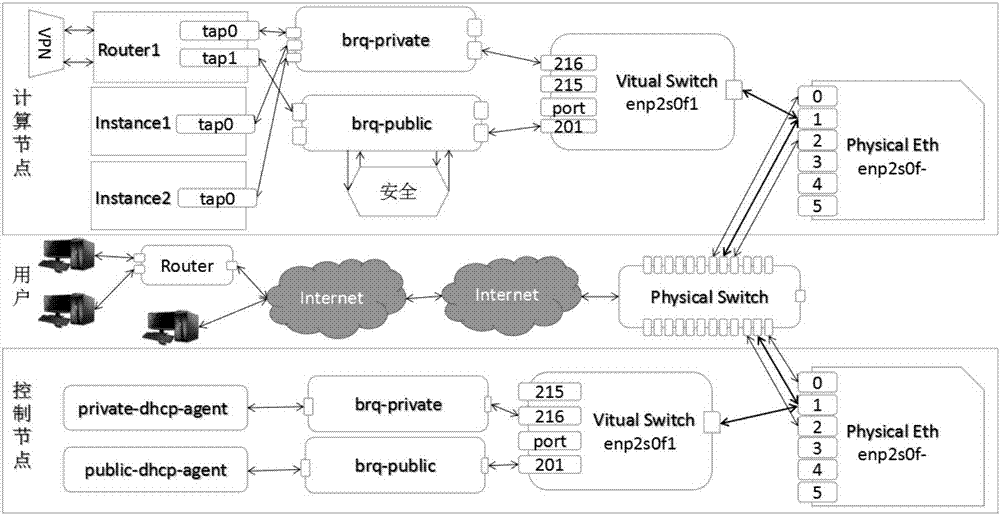 计算节点
VPN
Router1
tap0
tap1
Instance1
tap0
Instance2
tap0
brq-private
brq-public
安全
216
215
port
201
Vitual Switch
enp2s0f1
0
1
2
3
4
5
Physical Eth
enp2s0f-
用户
Router
Internet
Internet
Physical Switch
控制节点
private-dhcp-agent
public-dhcp-agent
brq-private
brq-public
215
216
port
201
Vitual Switch
enp2s0f1
0
1
2
3
4
5
Physical Eth
enp2s0f-